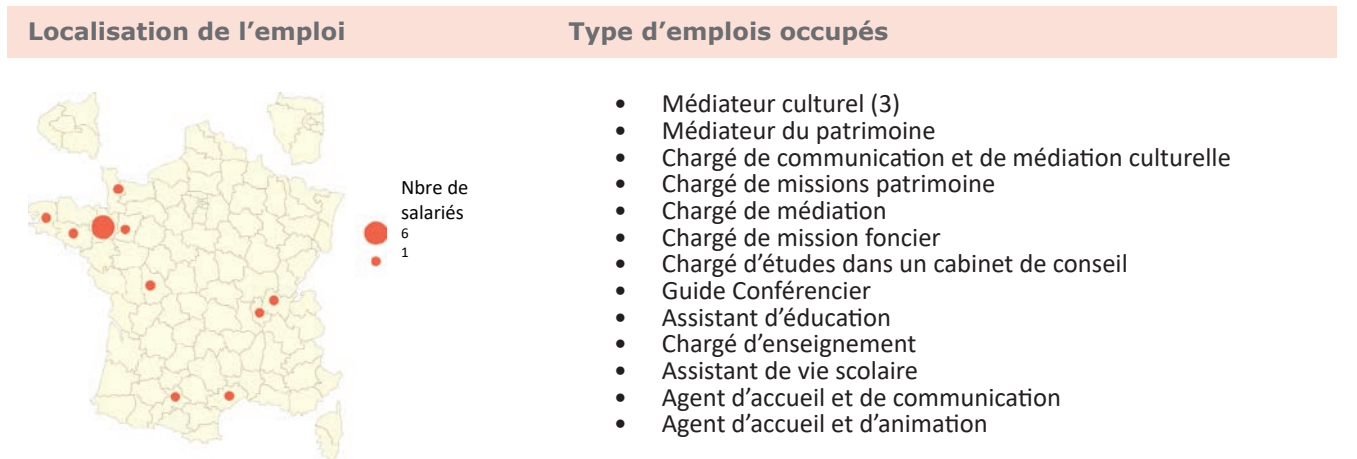 Localisation de l’emploi
Type d’emplois occupés
Nbre de
salariés
6
1
• Médiateur culturel (3)
• Médiateur du patrimoine
• Chargé de communication et de médiation culturelle
• Chargé de missions patrimoine
• Chargé de médiation
• Chargé de mission foncier
• Chargé d’études dans un cabinet de conseil
• Guide Conférencier
• Assistant d’éducation
• Chargé d’enseignement
• Assistant de vie scolaire
• Agent d’accueil et de communication
• Agent d’accueil et d’animation